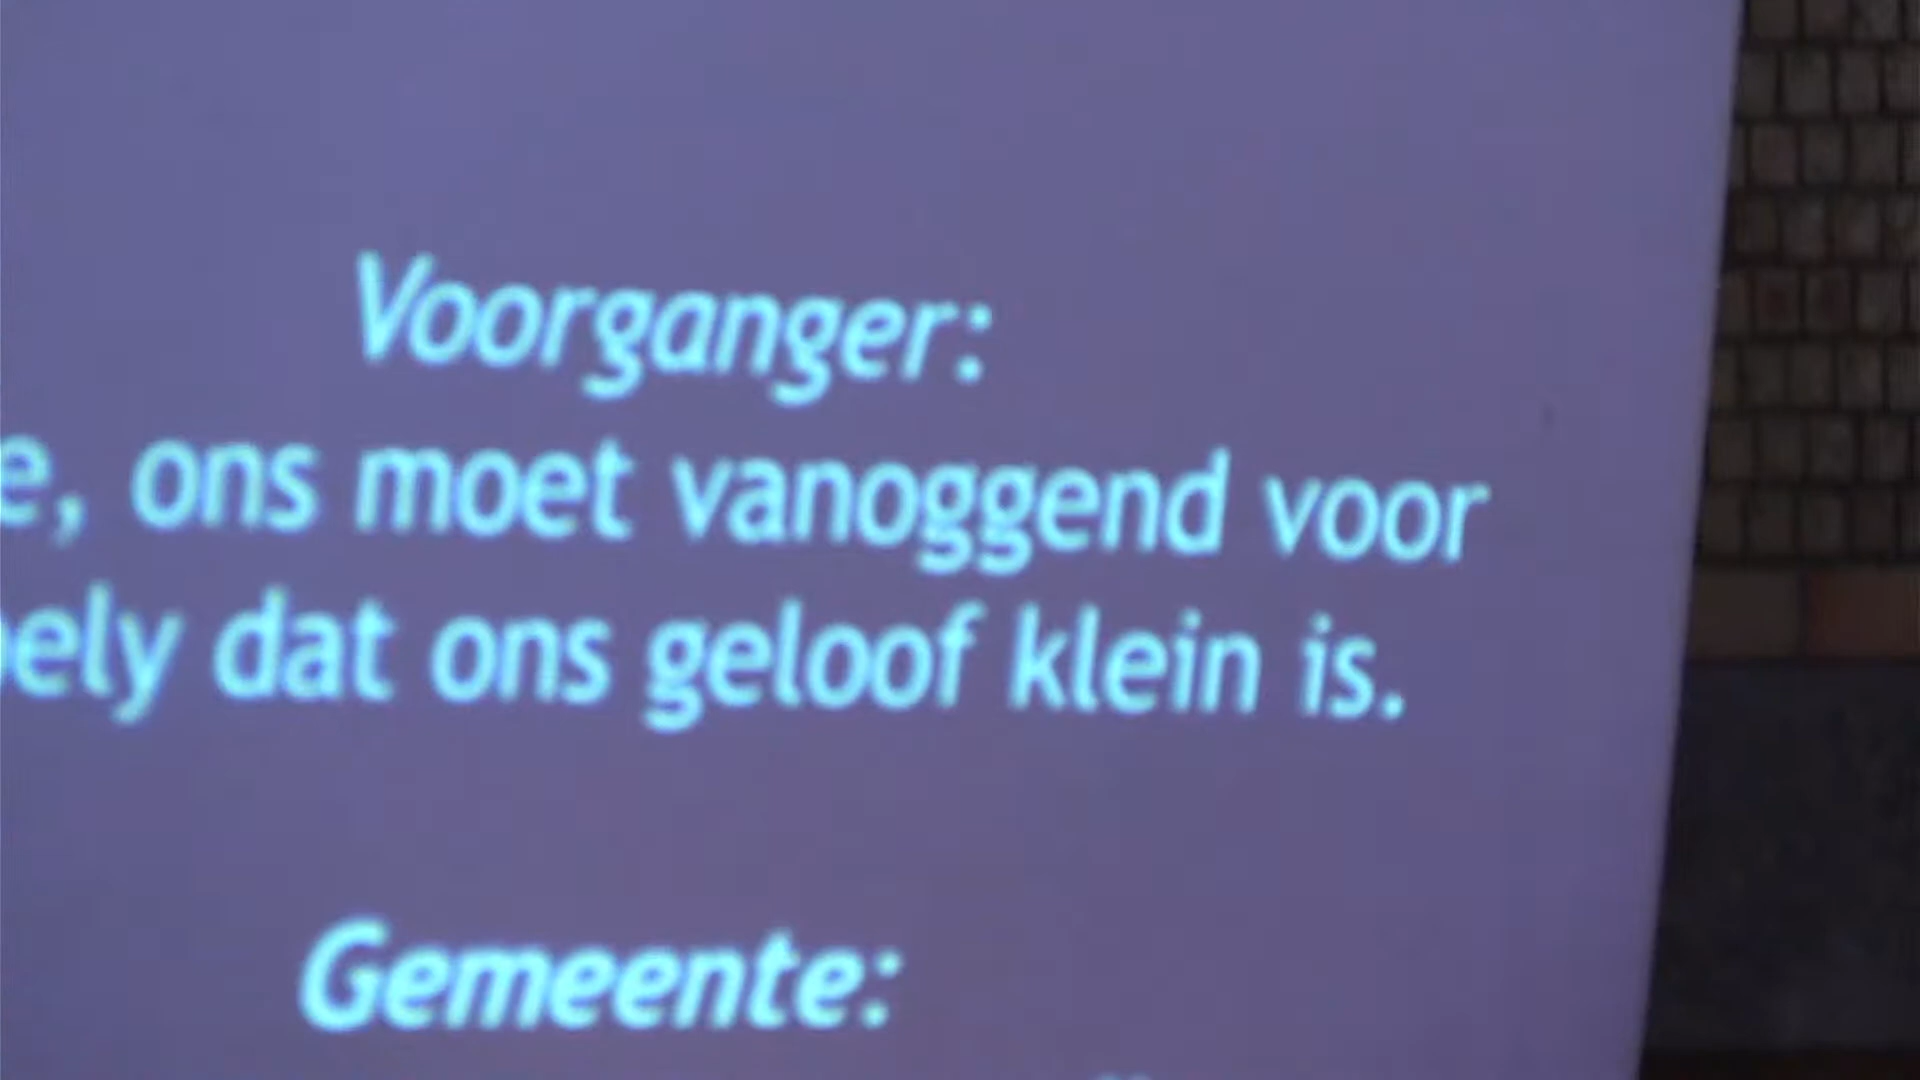 Voorganger:
e, ons moet vanoggend voor
ely dat ons geloof klein is.
Gemeente: